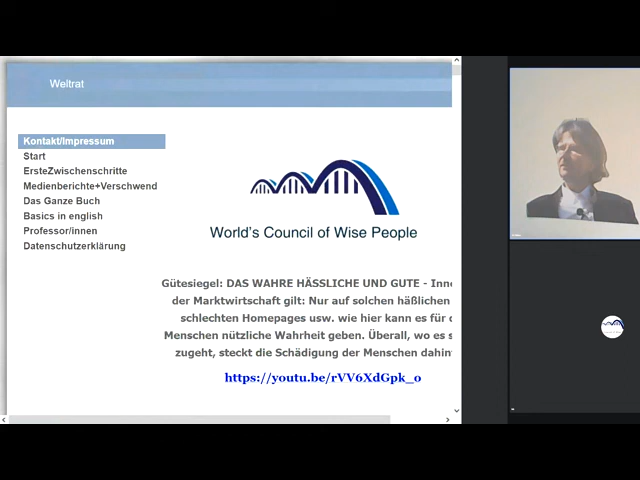 Weltrat
Kontakt/Impressum
Start
ErsteZwischenschritte
Medienberichte+Verschwend
Das Ganze Buch
Basics in english
Professor/innen
Datenschutzerklärung
World's Council of Wise People
Gütesiegel: DAS WAHRE HÄSSLICHE UND GUTE - Inn
der Marktwirtschaft gilt: Nur auf solchen häßlichen
schlechten Homepages usw. wie hier kann es für
Menschen nützliche Wahrheit geben. Überall, wo es s
zugeht, steckt die Schädigung der Menschen dahin
https://youtu.be/rVV6XdGpk_o